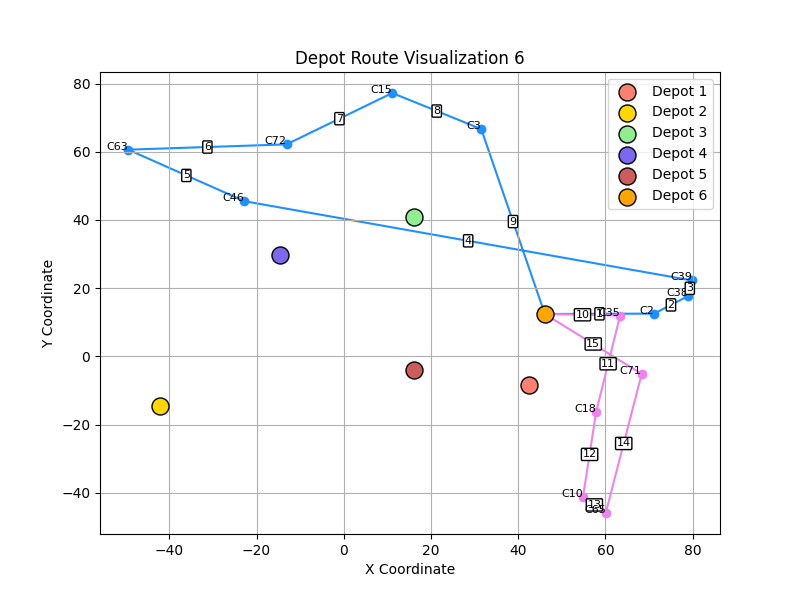 Depot Route Visualization 6
Depot 1
Depot 2
Depot 3
Depot 4
Depot 5
Depot 6
80
60
40
20
0
−20
−40
Y Coordinate
−40
−20
0
20
40
60
80
X Coordinate
C15
8
C3
7
C72
6
C63
5
C46
9
4
C39
3
C38
2
C2
10
1
C35
15
11
C71
C18
14
12
C10
13
C65